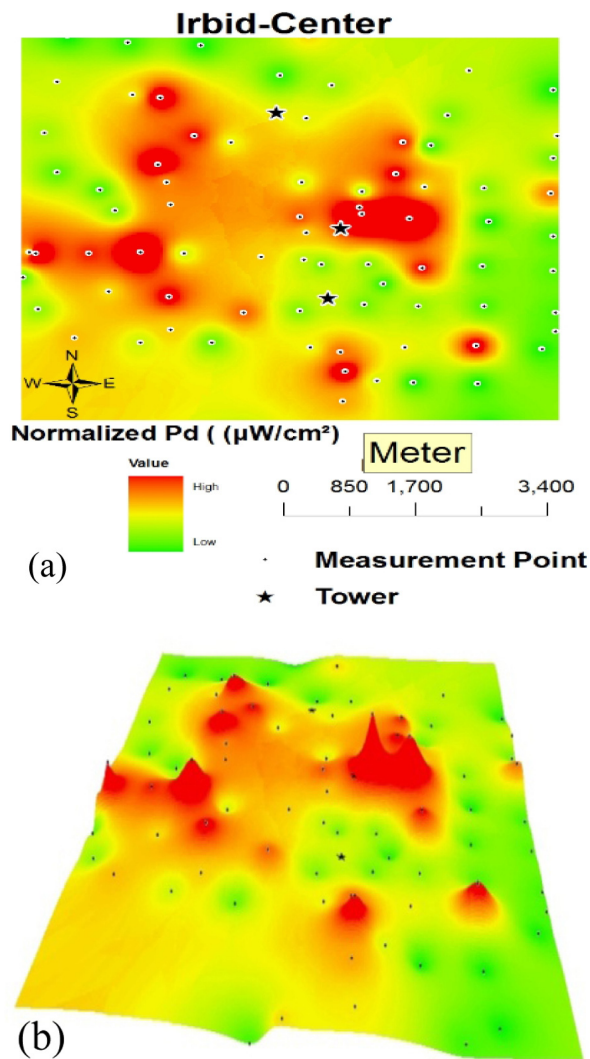 Irbid-Center
N
W E
S
Normalized Pd ( (µW/cm²)
Meter
Value
High
Low
0 850 1,700 3,400
(a)
Measurement Point
Tower
(b)